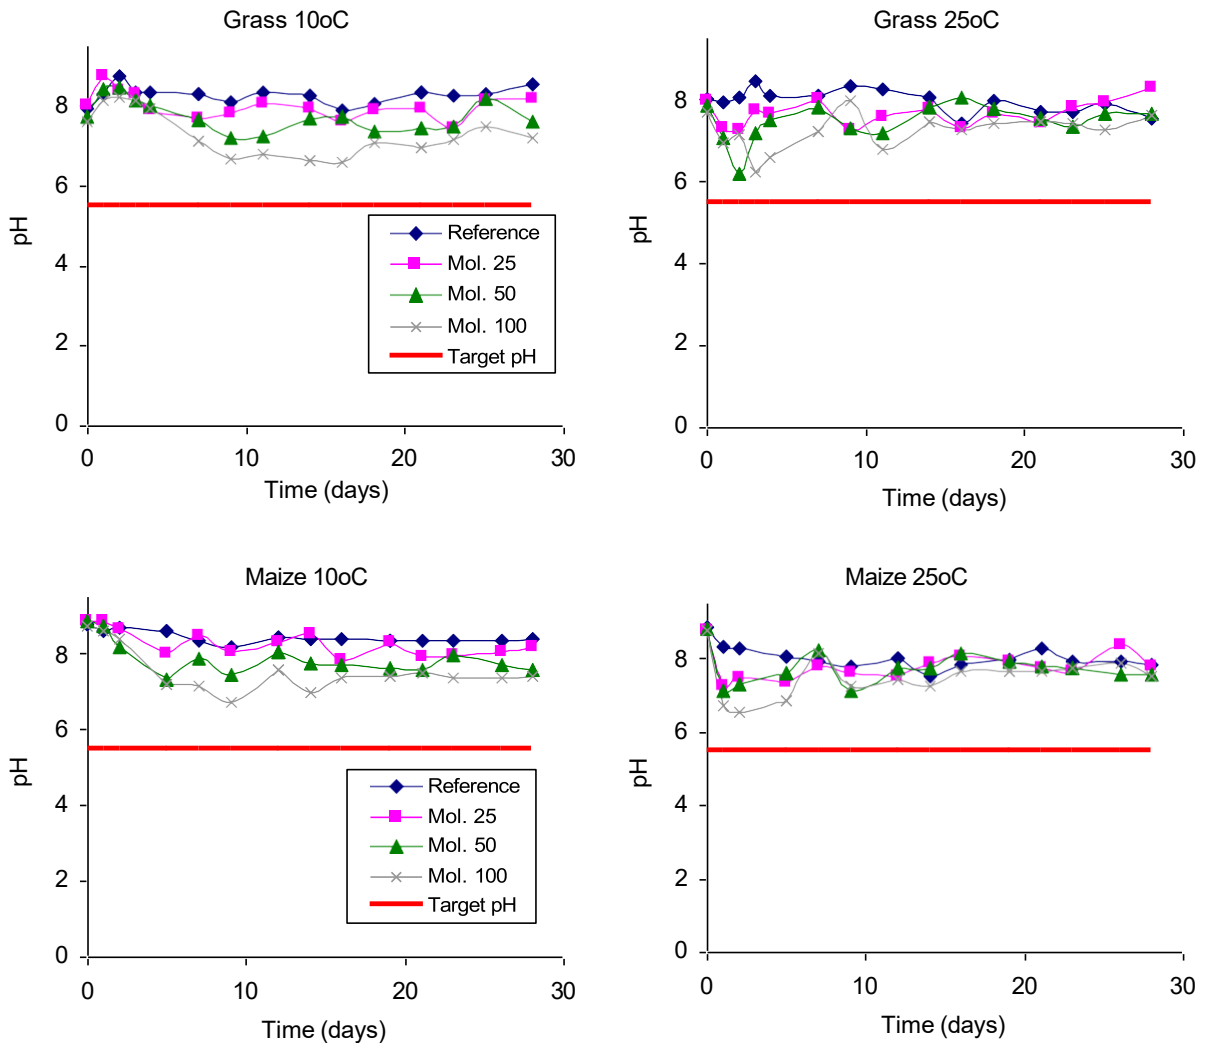 Grass 10oC
8
6
4
2
0
pH
0 10 20 30
Time (days)
Reference
Mol. 25
Mol. 50
Mol. 100
Target pH
Grass 25oC
8
6
4
2
0
pH
0 10 20 30
Time (days)
Maize 10oC
8
6
4
2
0
pH
0 10 20 30
Time (days)
Reference
Mol. 25
Mol. 50
Mol. 100
Target pH
Maize 25oC
8
6
4
2
0
pH
0 10 20 30
Time (days)